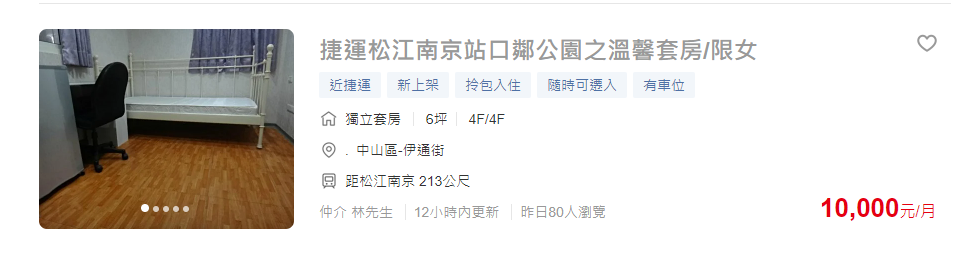 捷運松江南京站口鄰公園之溫馨套房/限女
近捷運 新上架 拎包入住 隨時可遷入 有車位
獨立套房 6坪 4F/4F
. 中山區-伊通街
距松江南京 213公尺
仲介 林先生 12小時內更新 昨日80人瀏覽
10,000元/月